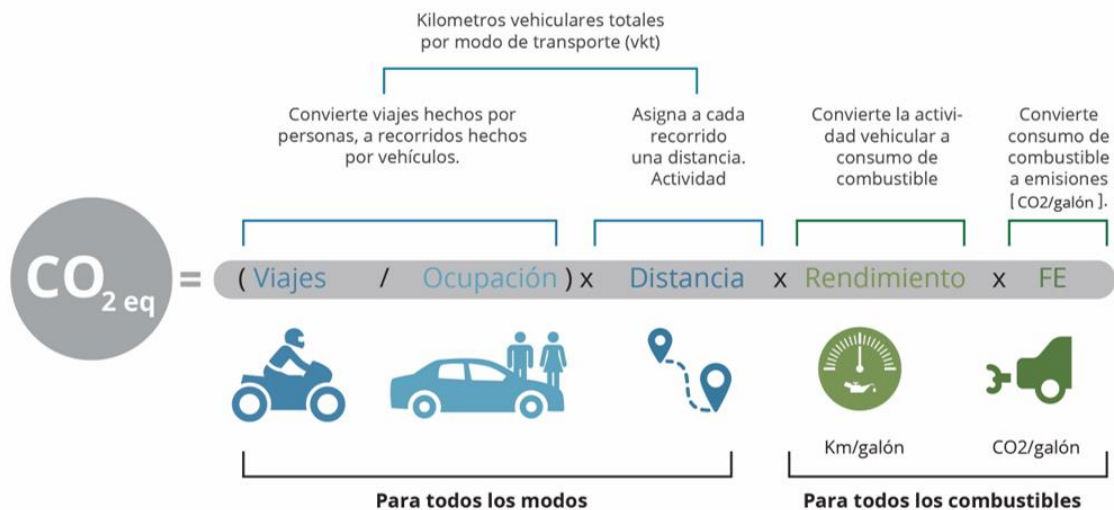 Kilometros vehiculares totales
por modo de transporte (vkt)
Convierte viajes hechos por
personas, a recorridos hechos
por vehículos.
Asigna a cada
recorrido
una distancia.
Actividad
Convierte la activi-
dad vehicular a
consumo de
combustible
Convierte
consumo de
combustible
a emisiones
[CO2/galón].
CO2 eq = ( Viajes / Ocupación ) x Distancia x Rendimiento x FE
Km/galón
CO2/galón
Para todos los modos
Para todos los combustibles